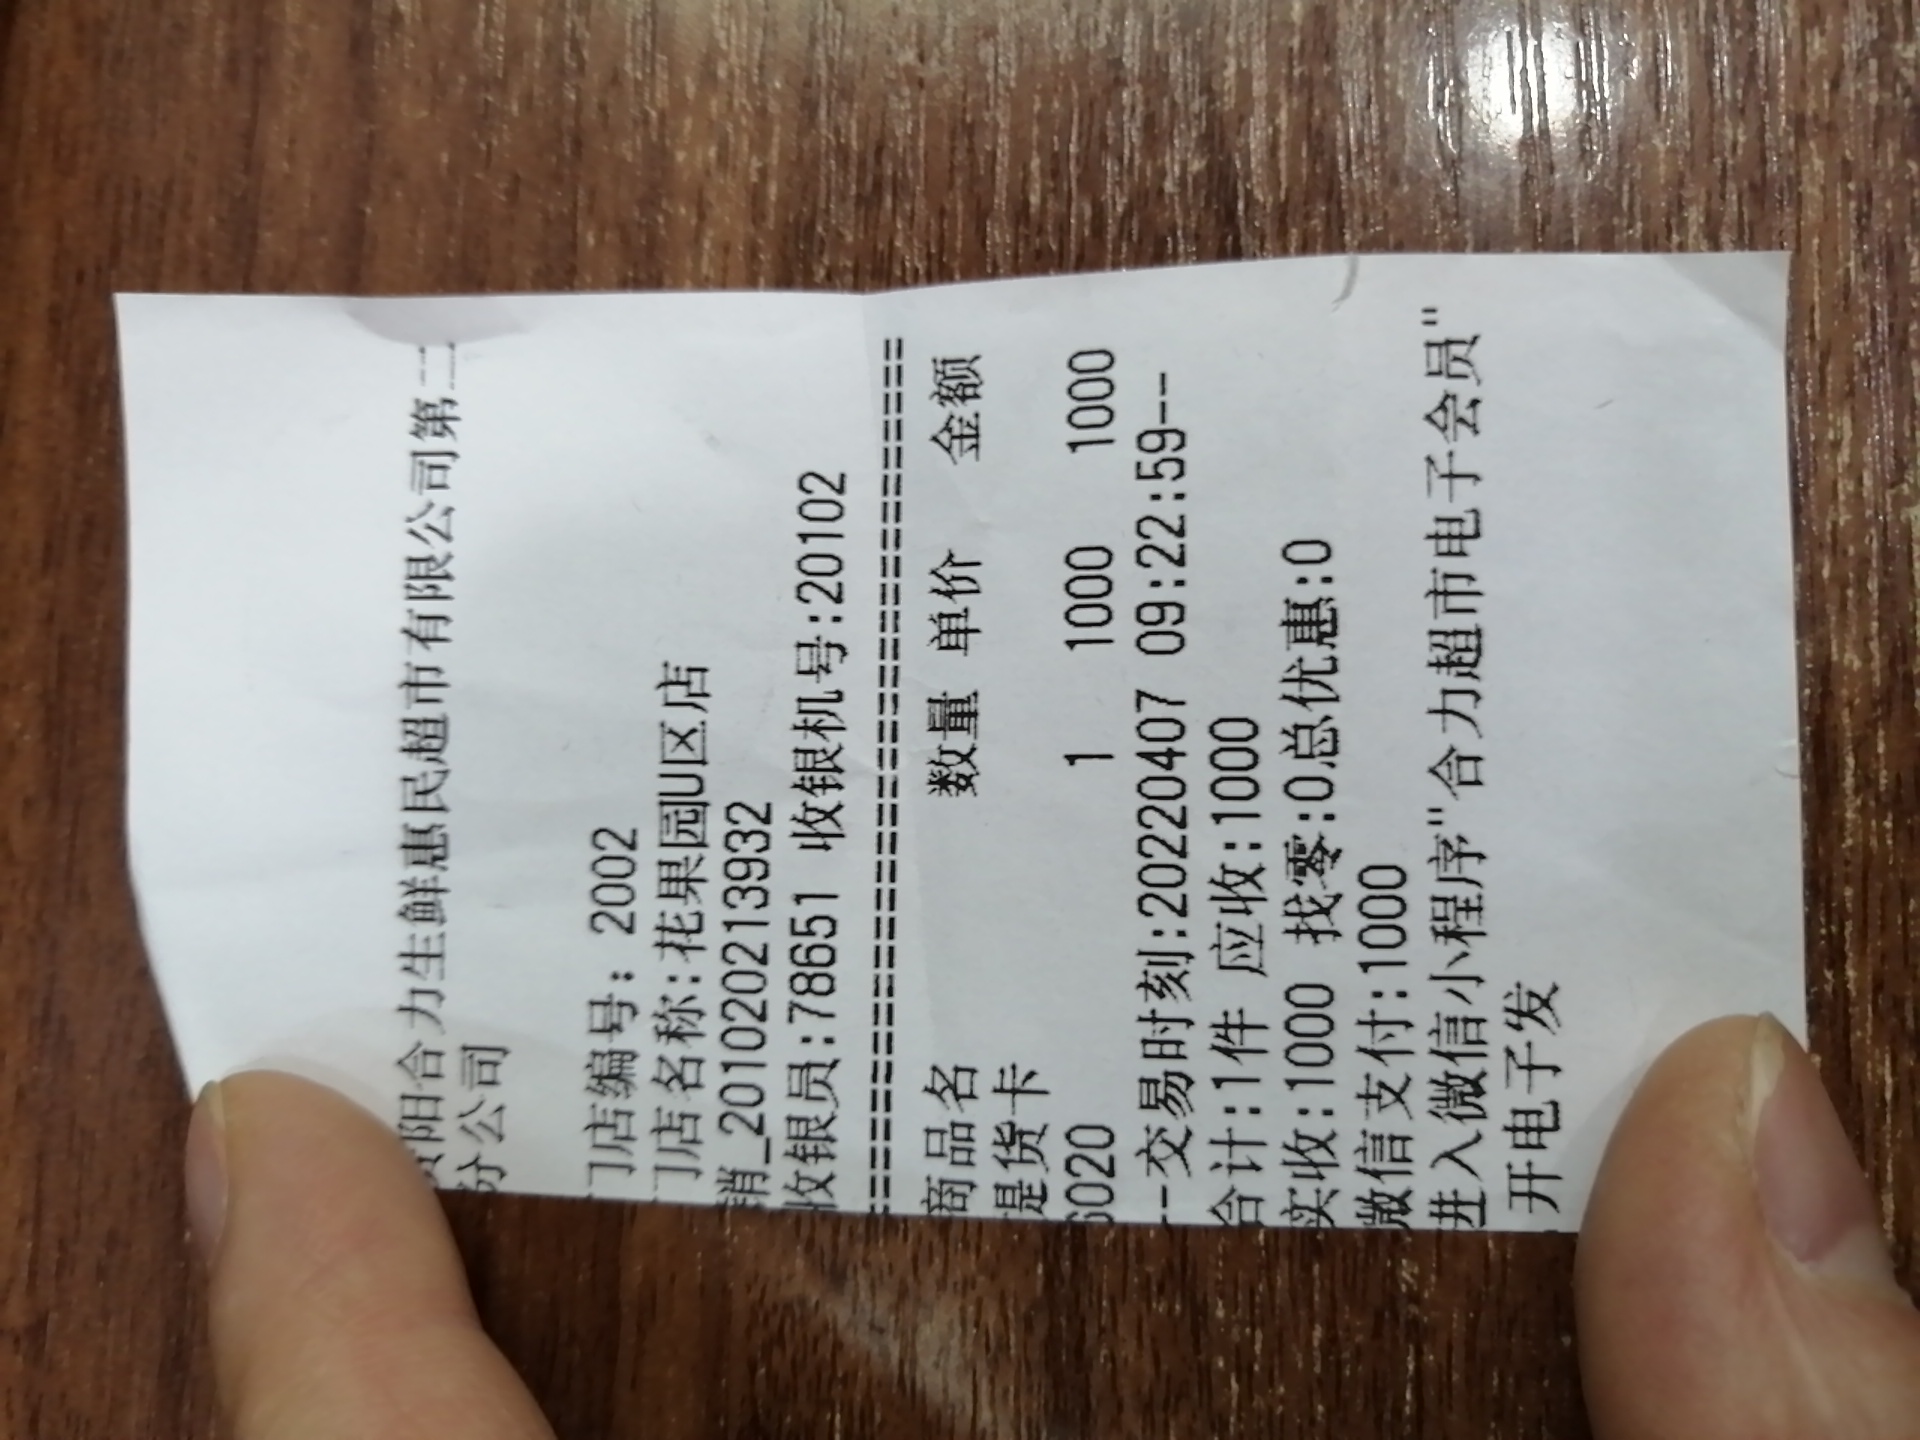 贵阳合力生鲜惠民超市有限公司第二
分公司
门店编号: 2002
门店名称:花果园U区店
销_201020213932
收银员:78651 收银机号:20102
商品名 数量 单价 金额
提货卡
6020 1 1000 1000
--交易时刻:20220407 09:22:59--
合计:1件 应收:1000
实收:1000 找零:0总优惠:0
微信支付:1000
进入微信小程序"合力超市电子会员"
开电子发